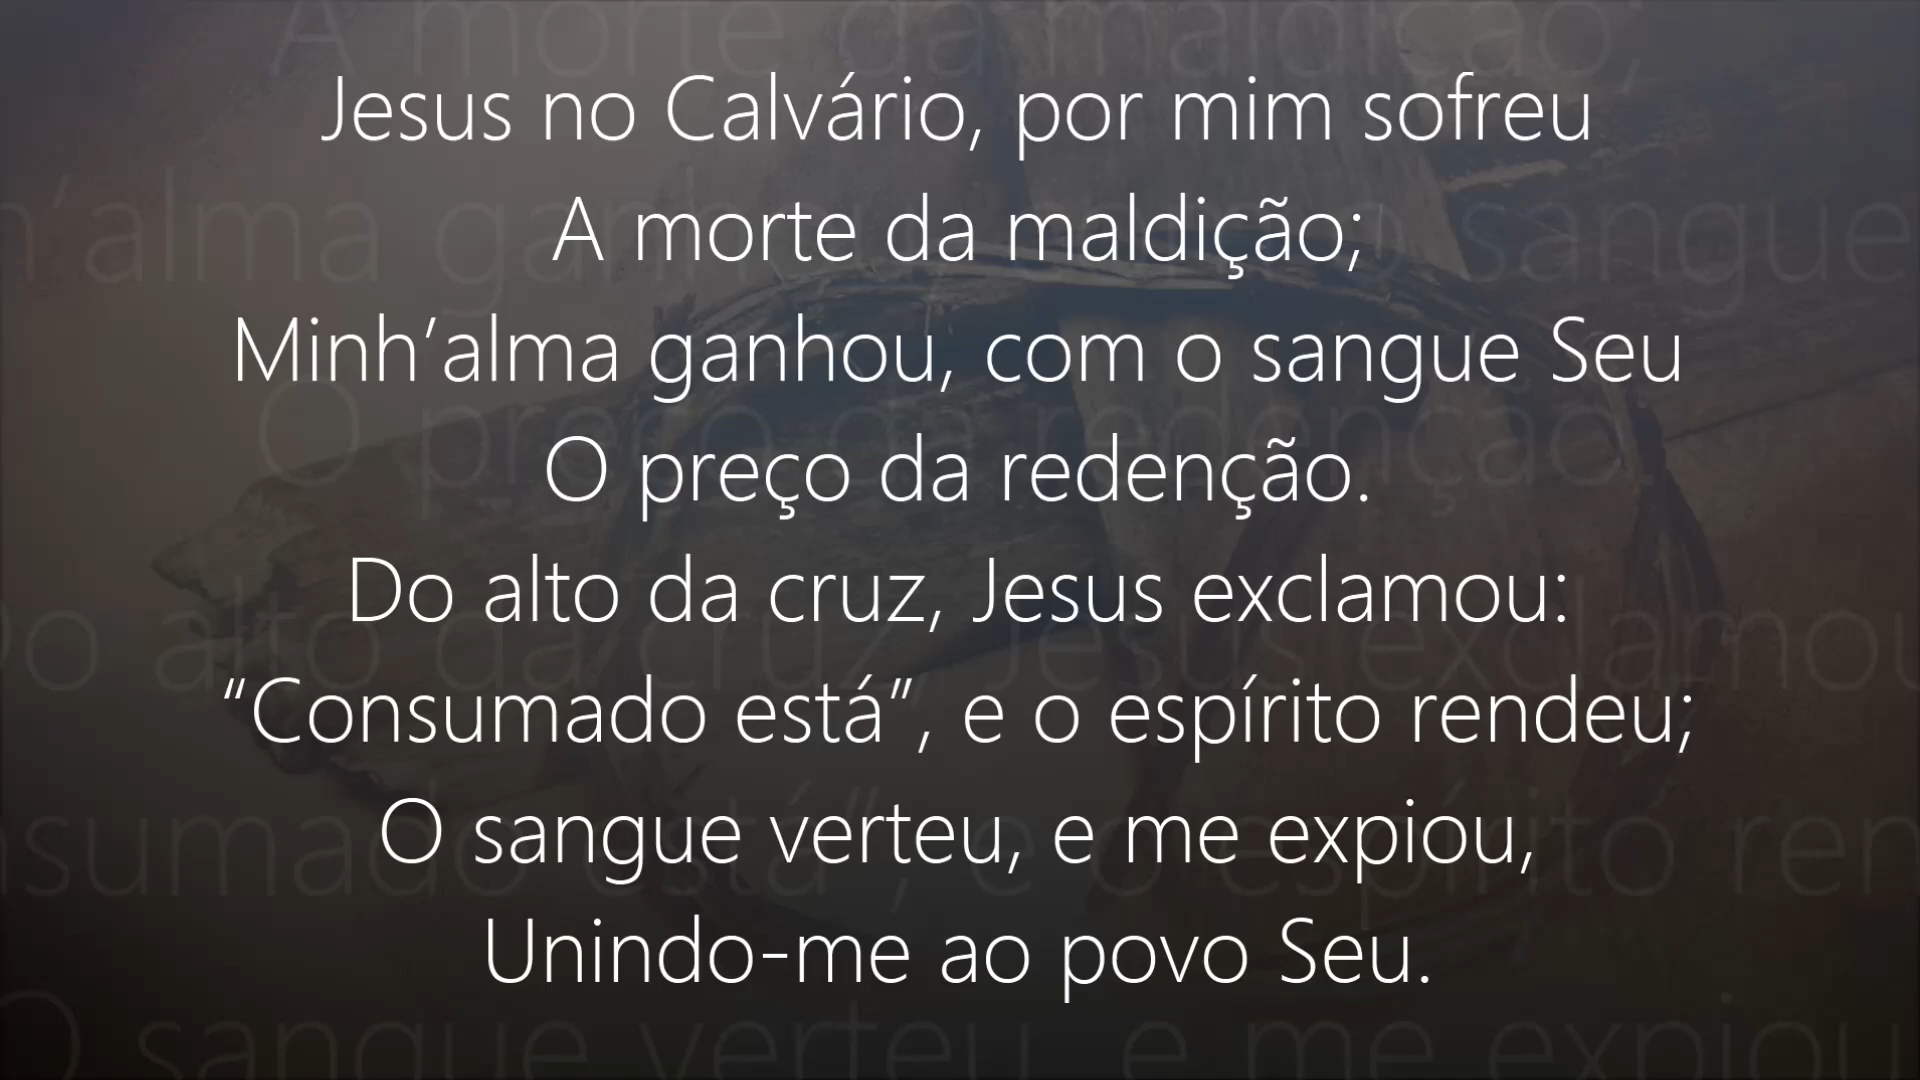 Jesus no Calvário, por mim sofreu
A morte da maldição;
Minh’alma ganhou, com o sangue Seu
O preço da redenção.
Do alto da cruz, Jesus exclamou:
“Consumado está”, e o espírito rendeu;
O sangue verteu, e me expiou,
Unindo-me ao povo Seu.